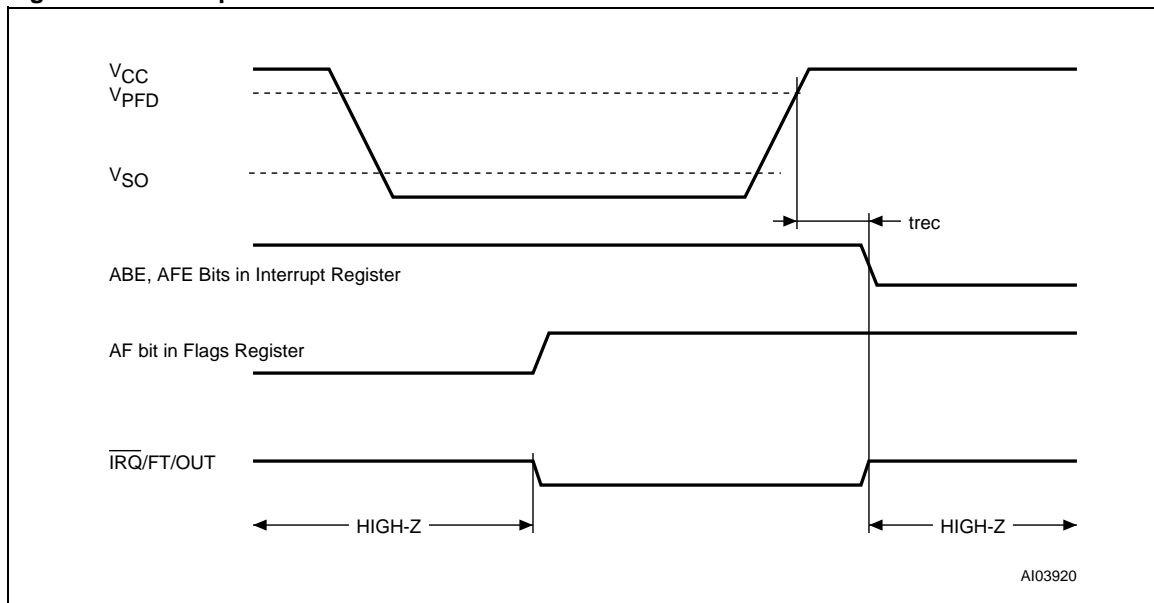 VCC
VPFD
VSO
trec
ABE, AFE Bits in Interrupt Register
AF bit in Flags Register
IRQ/FT/OUT
HIGH-Z
HIGH-Z
AI03920